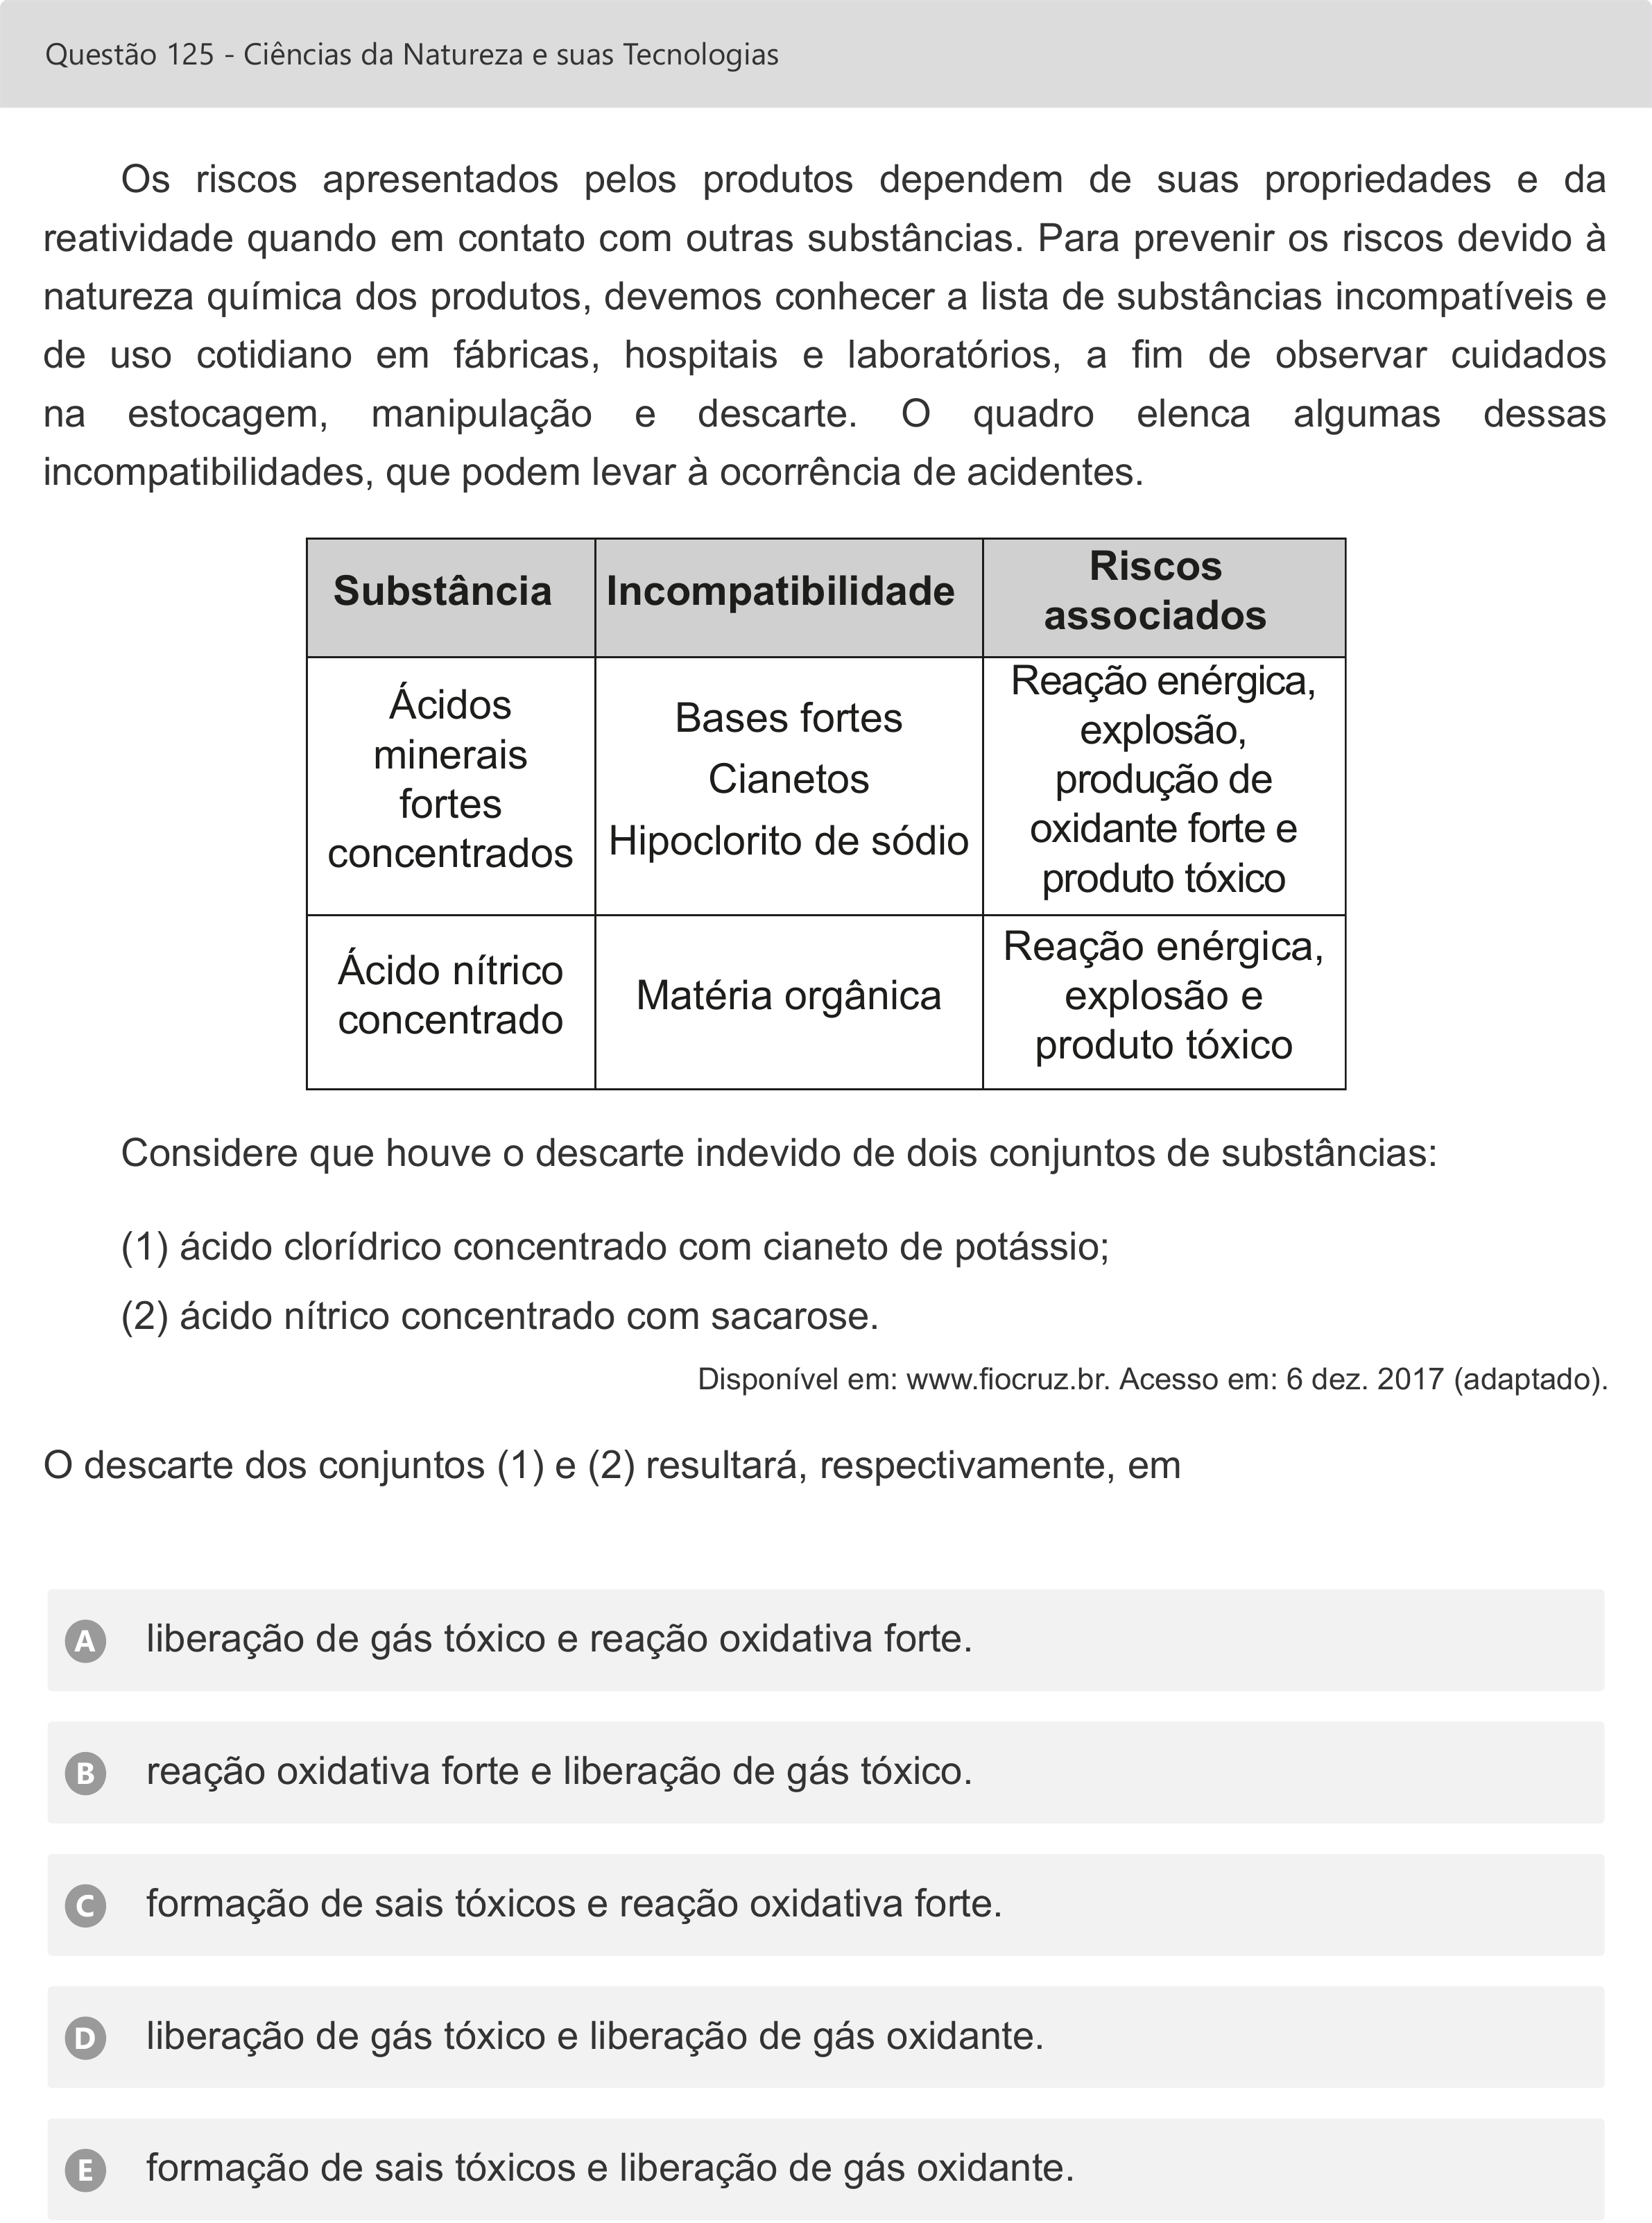 Questão 125 - Ciências da Natureza e suas Tecnologias
Os riscos apresentados pelos produtos dependem de suas propriedades e da
reatividade quando em contato com outras substâncias. Para prevenir os riscos devido à
natureza química dos produtos, devemos conhecer a lista de substâncias incompatíveis e
de uso cotidiano em fábricas, hospitais e laboratórios, a fim de observar cuidados
na estocagem, manipulação e descarte. O quadro elenca algumas dessas
incompatibilidades, que podem levar à ocorrência de acidentes.
Substância
Incompatibilidade
Riscos
associados
Ácidos
minerais
fortes
concentrados
Bases fortes
Cianetos
Hipoclorito de sódio
Reação enérgica,
explosão,
produção de
oxidante forte e
produto tóxico
Ácido nítrico
concentrado
Matéria orgânica
Reação enérgica,
explosão e
produto tóxico
Considere que houve o descarte indevido de dois conjuntos de substâncias:
(1) ácido clorídrico concentrado com cianeto de potássio;
(2) ácido nítrico concentrado com sacarose.
Disponível em: www.fiocruz.br. Acesso em: 6 dez. 2017 (adaptado).
O descarte dos conjuntos (1) e (2) resultará, respectivamente, em
A liberação de gás tóxico e reação oxidativa forte.
B reação oxidativa forte e liberação de gás tóxico.
C formação de sais tóxicos e reação oxidativa forte.
D liberação de gás tóxico e liberação de gás oxidante.
E formação de sais tóxicos e liberação de gás oxidante.